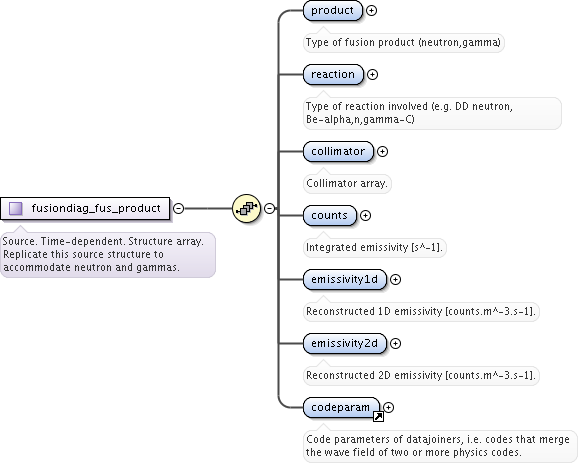 product
Type of fusion product (neutron,gamma)
reaction
Type of reaction involved (e.g. DD neutron,
Be-alpha,n,gamma-C)
collimator
Collimator array.
fusiondiag_fus_product
Source. Time-dependent. Structure array.
Replicate this source structure to
accommodate neutron and gammas.
counts
Integrated emissivity [s^-1].
emissivity1d
Reconstructed 1D emissivity [counts.m^-3.s-1].
emissivity2d
Reconstructed 2D emissivity [counts.m^-3.s-1].
codeparam
Code parameters of datajoiners, i.e. codes that merge
the wave field of two or more physics codes.